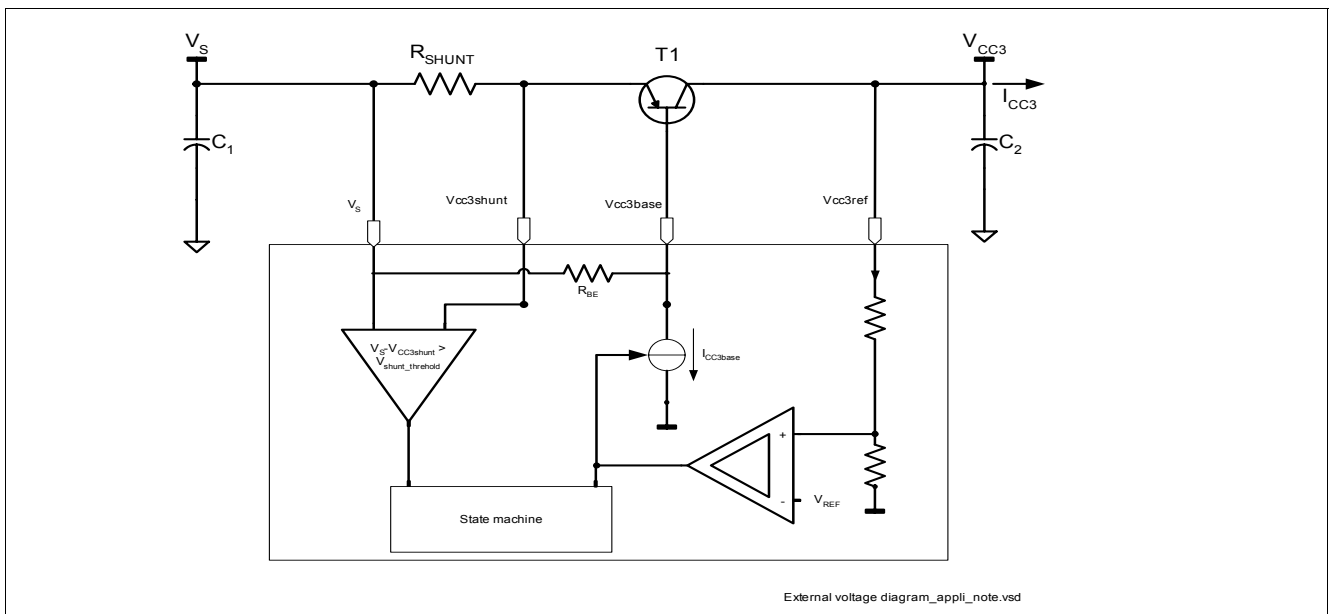 VS
RSHUNT
T1
VCC3
ICC3
C1
C2
VS
Vcc3shunt
Vcc3base
Vcc3ref
RBE
VS-VCC3shunt >
Vshunt_threhold
ICC3base
+
-
VREF
State machine
External voltage diagram_appli_note.vsd